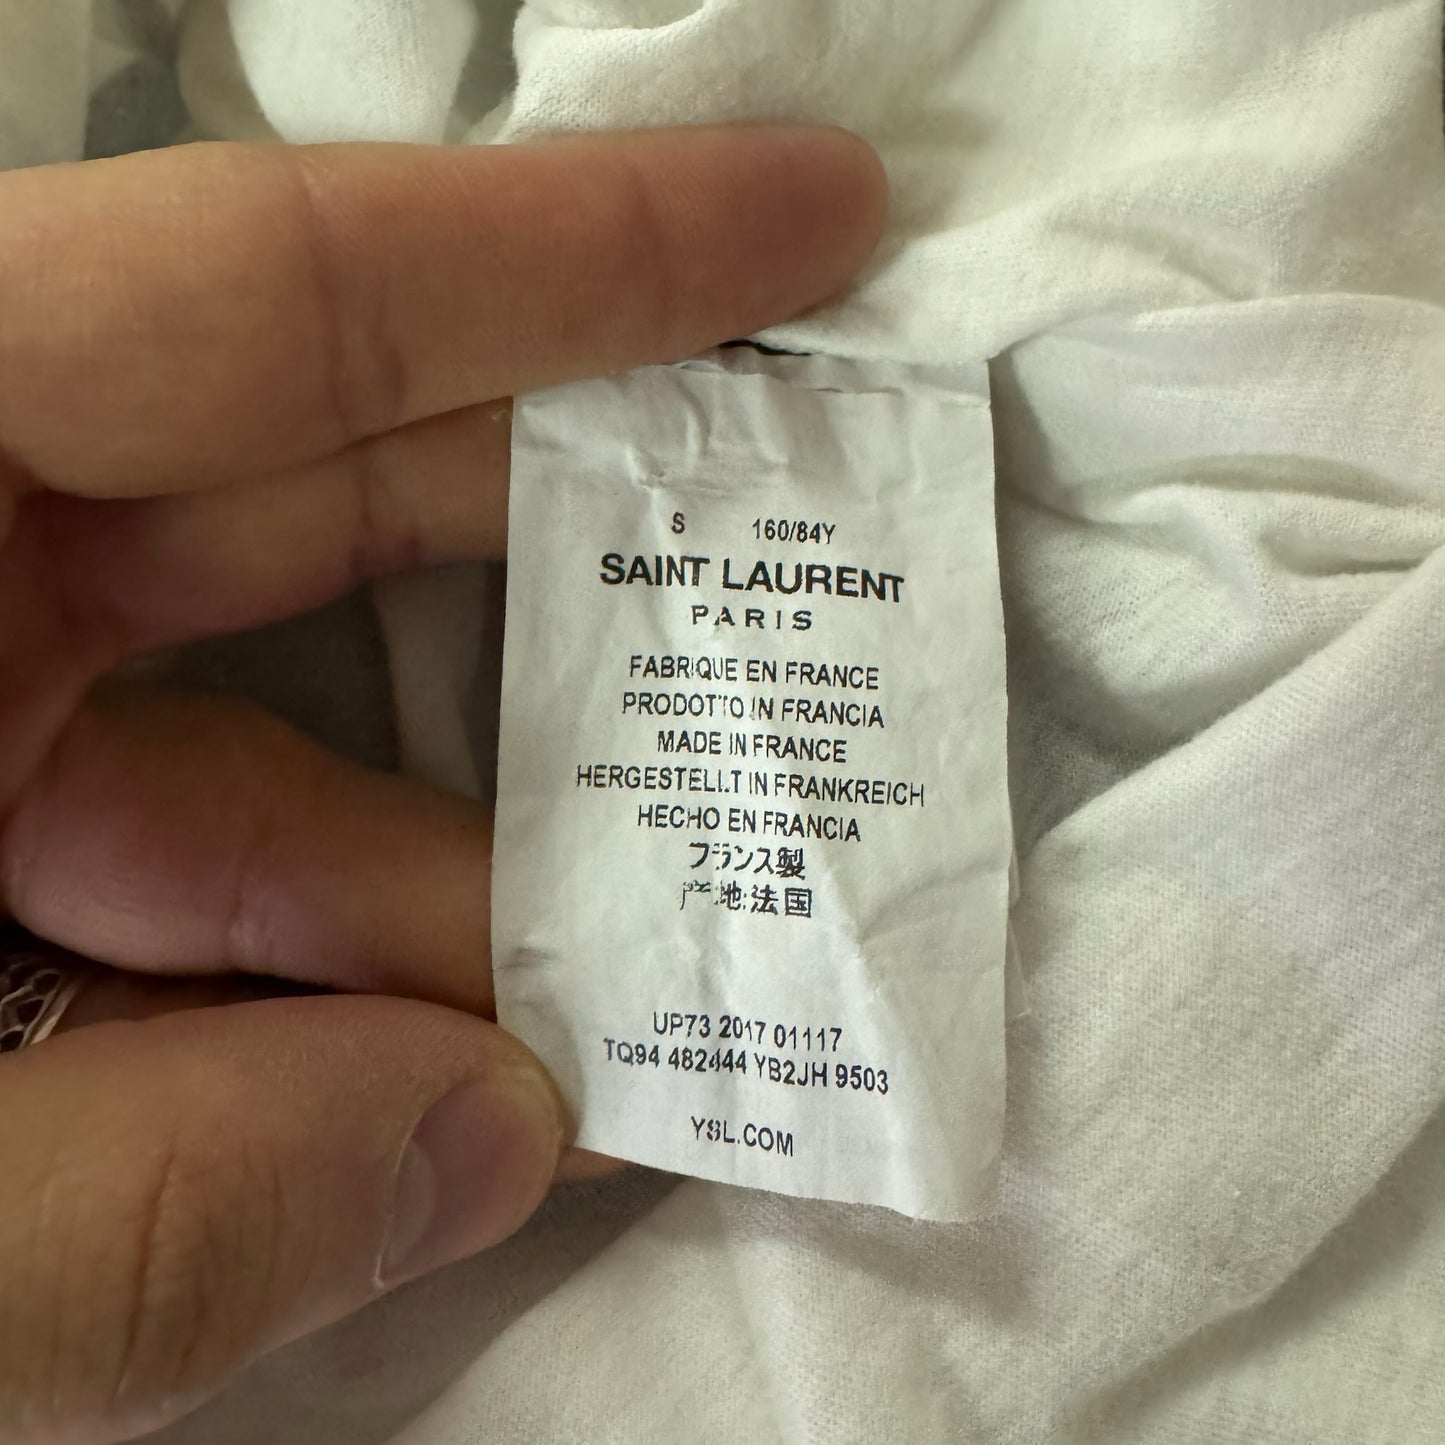 S 160/84Y
SAINT LAURENT
PARIS
FABRIQUE EN FRANCE
PRODOTTO IN FRANCIA
MADE IN FRANCE
HERGESTELLT IN FRANKREICH
HECHO EN FRANCIA
フランス製
产地:法国
UP73 2017 01117
TQ94 482444 YB2JH 9503
YSL.COM